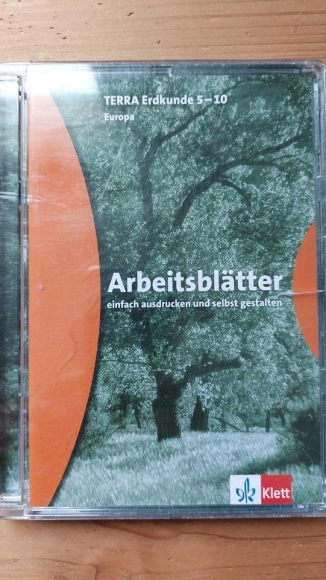 TERRA Erdkunde 5–10
Europa
Arbeitsblätter
einfach ausdrucken und selbst gestalten
Klett